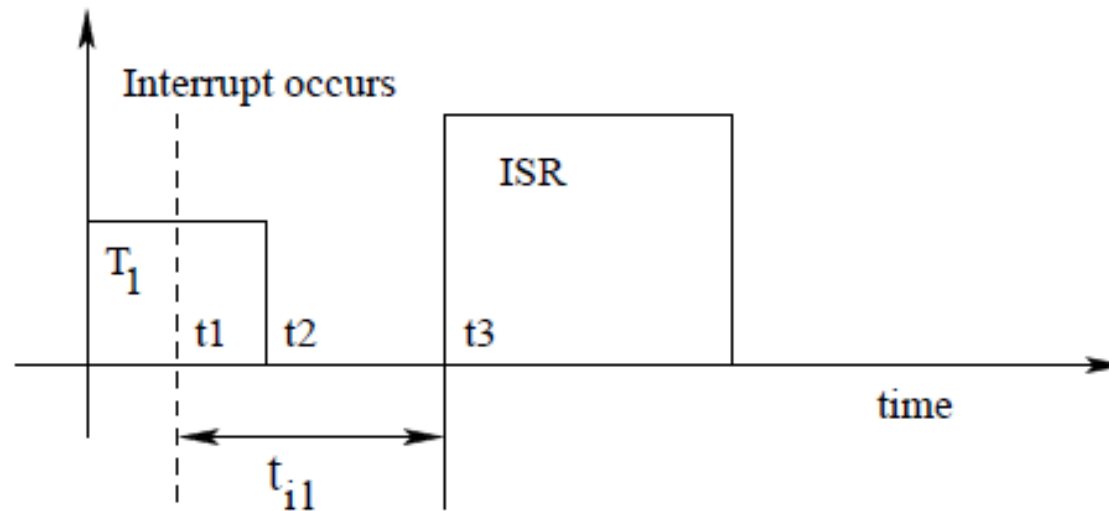 Interrupt occurs
ISR
T1
t1 t2 t3
time
ti1